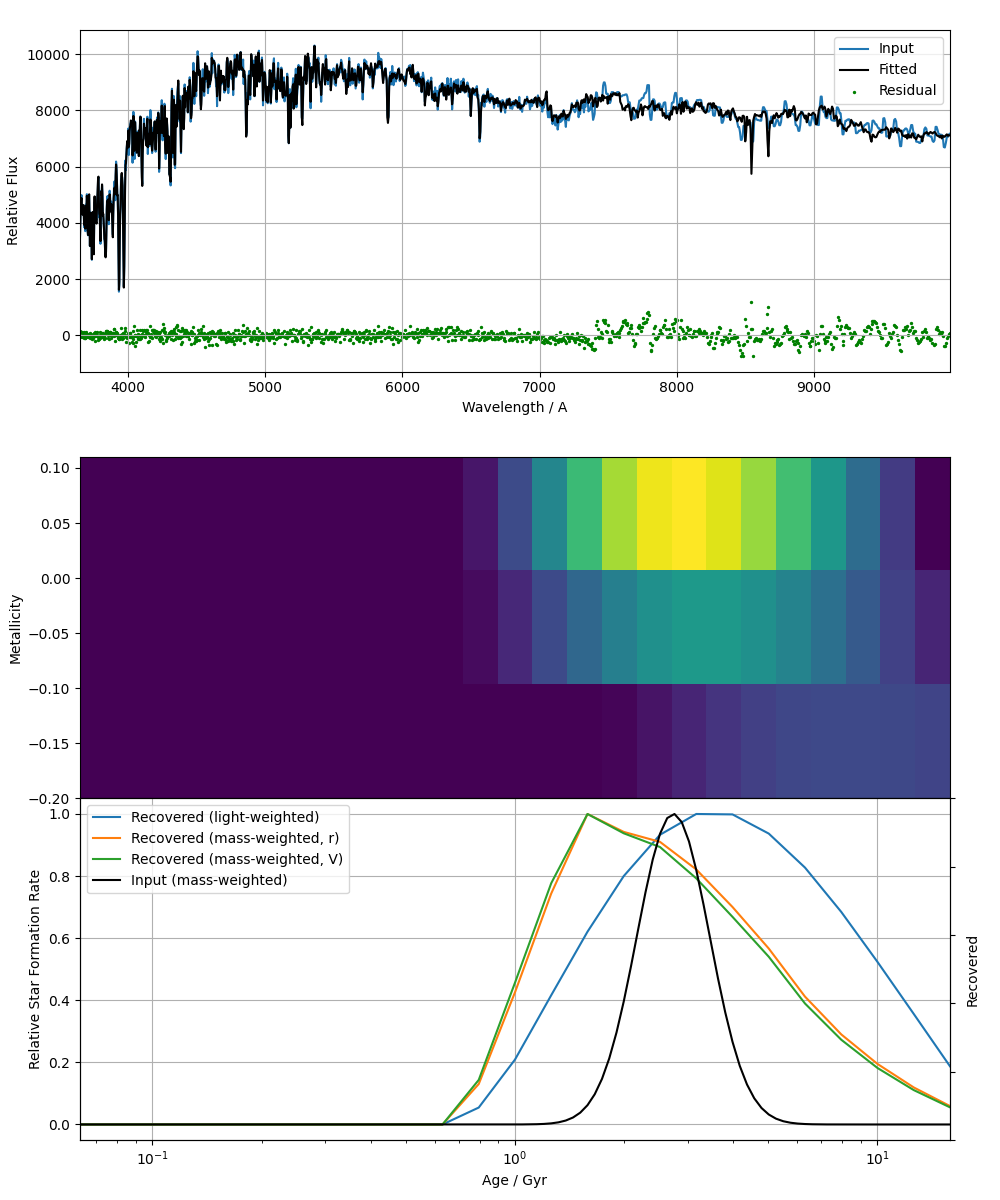 10000
8000
6000
4000
2000
0
Relative Flux
Input
Fitted
Residual
4000 5000 6000 7000 8000 9000
Wavelength / A
0.10
0.05
0.00
−0.05
−0.10
−0.15
−0.20
Metallicity
1.0
0.8
0.6
0.4
0.2
0.0
Relative Star Formation Rate
Recovered (light-weighted)
Recovered (mass-weighted, r)
Recovered (mass-weighted, V)
Input (mass-weighted)
Recovered
10⁻¹ 10⁰ 10¹
Age / Gyr